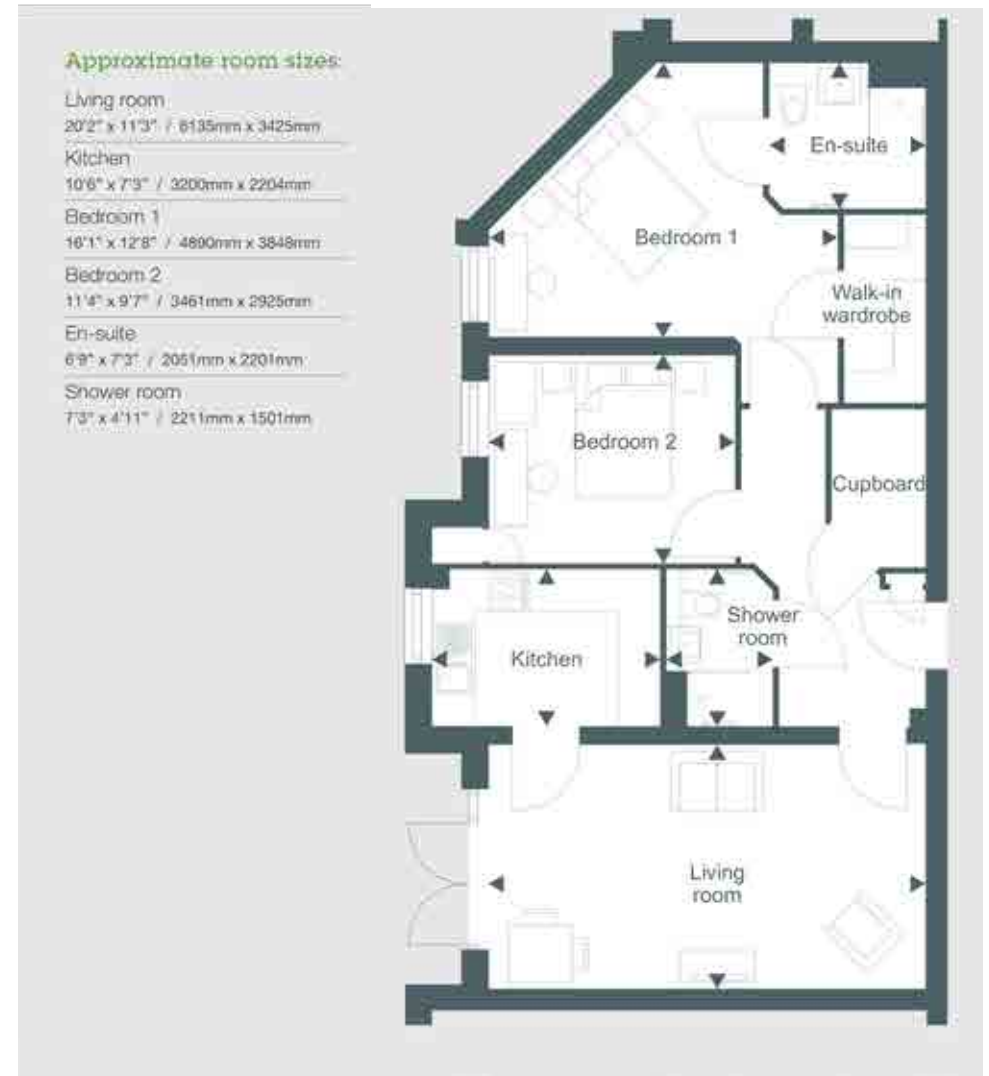 Approximate room sizes:
Living room
20'2" x 11'3" / 6135mm x 3425mm
Kitchen
10'6" x 7'3" / 3200mm x 2204mm
Bedroom 1
16'1" x 12'8" / 4890mm x 3848mm
Bedroom 2
11'4" x 9'7" / 3461mm x 2925mm
En-suite
6'9" x 7'3" / 2051mm x 2201mm
Shower room
7'3" x 4'11" / 2211mm x 1501mm
En-suite
Bedroom 1
Walk-in
wardrobe
Bedroom 2
Cupboard
Shower
room
Kitchen
Living
room